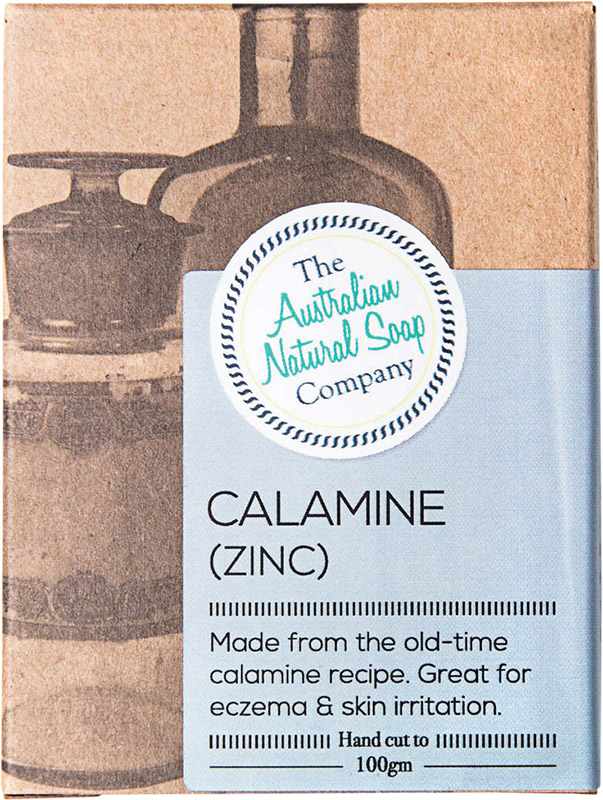 The
Australian
Natural Soap
Company
CALAMINE
(ZINC)
Made from the old-time
calamine recipe. Great for
eczema & skin irritation.
Hand cut to
100gm